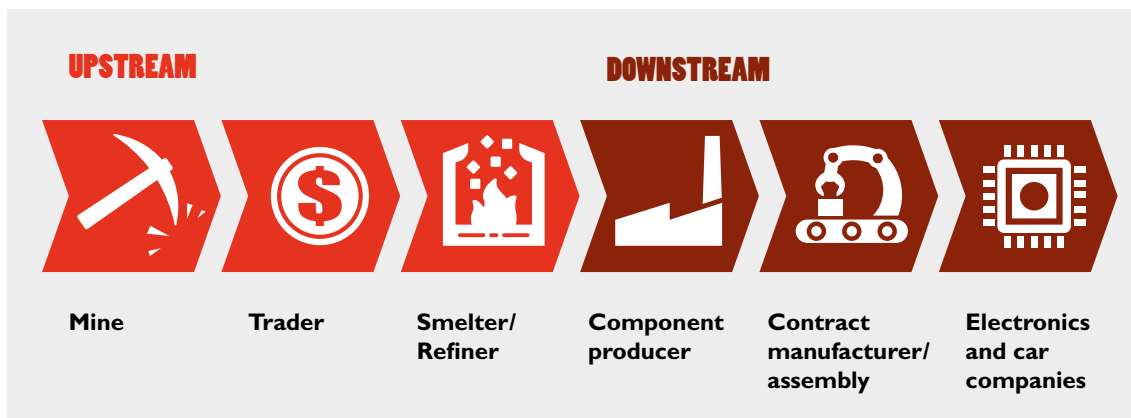 UPSTREAM
DOWNSTREAM
$
Mine
Trader
Smelter/
Refiner
Component
producer
Contract
manufacturer/
assembly
Electronics
and car
companies